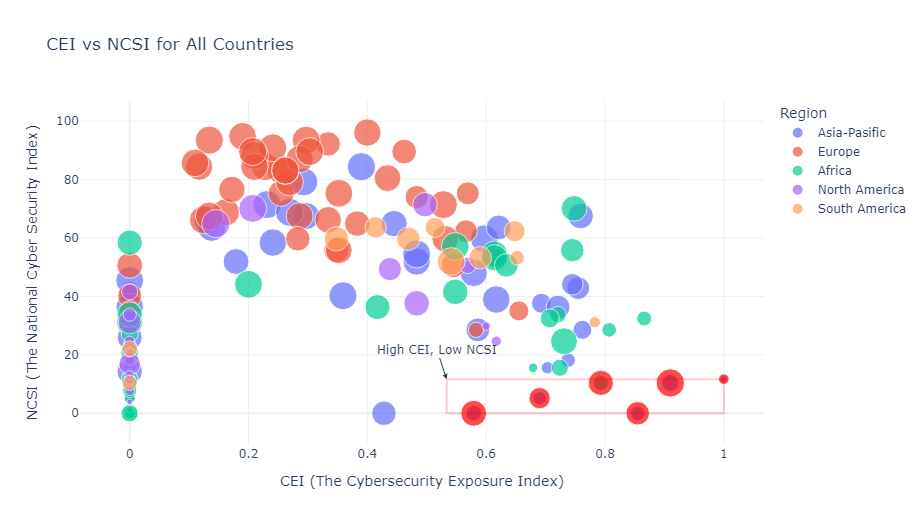 CEI vs NCSI for All Countries
NCSI (The National Cyber Security Index)
100
80
60
40
20
0
High CEI, Low NCSI
0
0.2
0.4
0.6
0.8
1
CEI (The Cybersecurity Exposure Index)
Region
Asia-Pasific
Europe
Africa
North America
South America